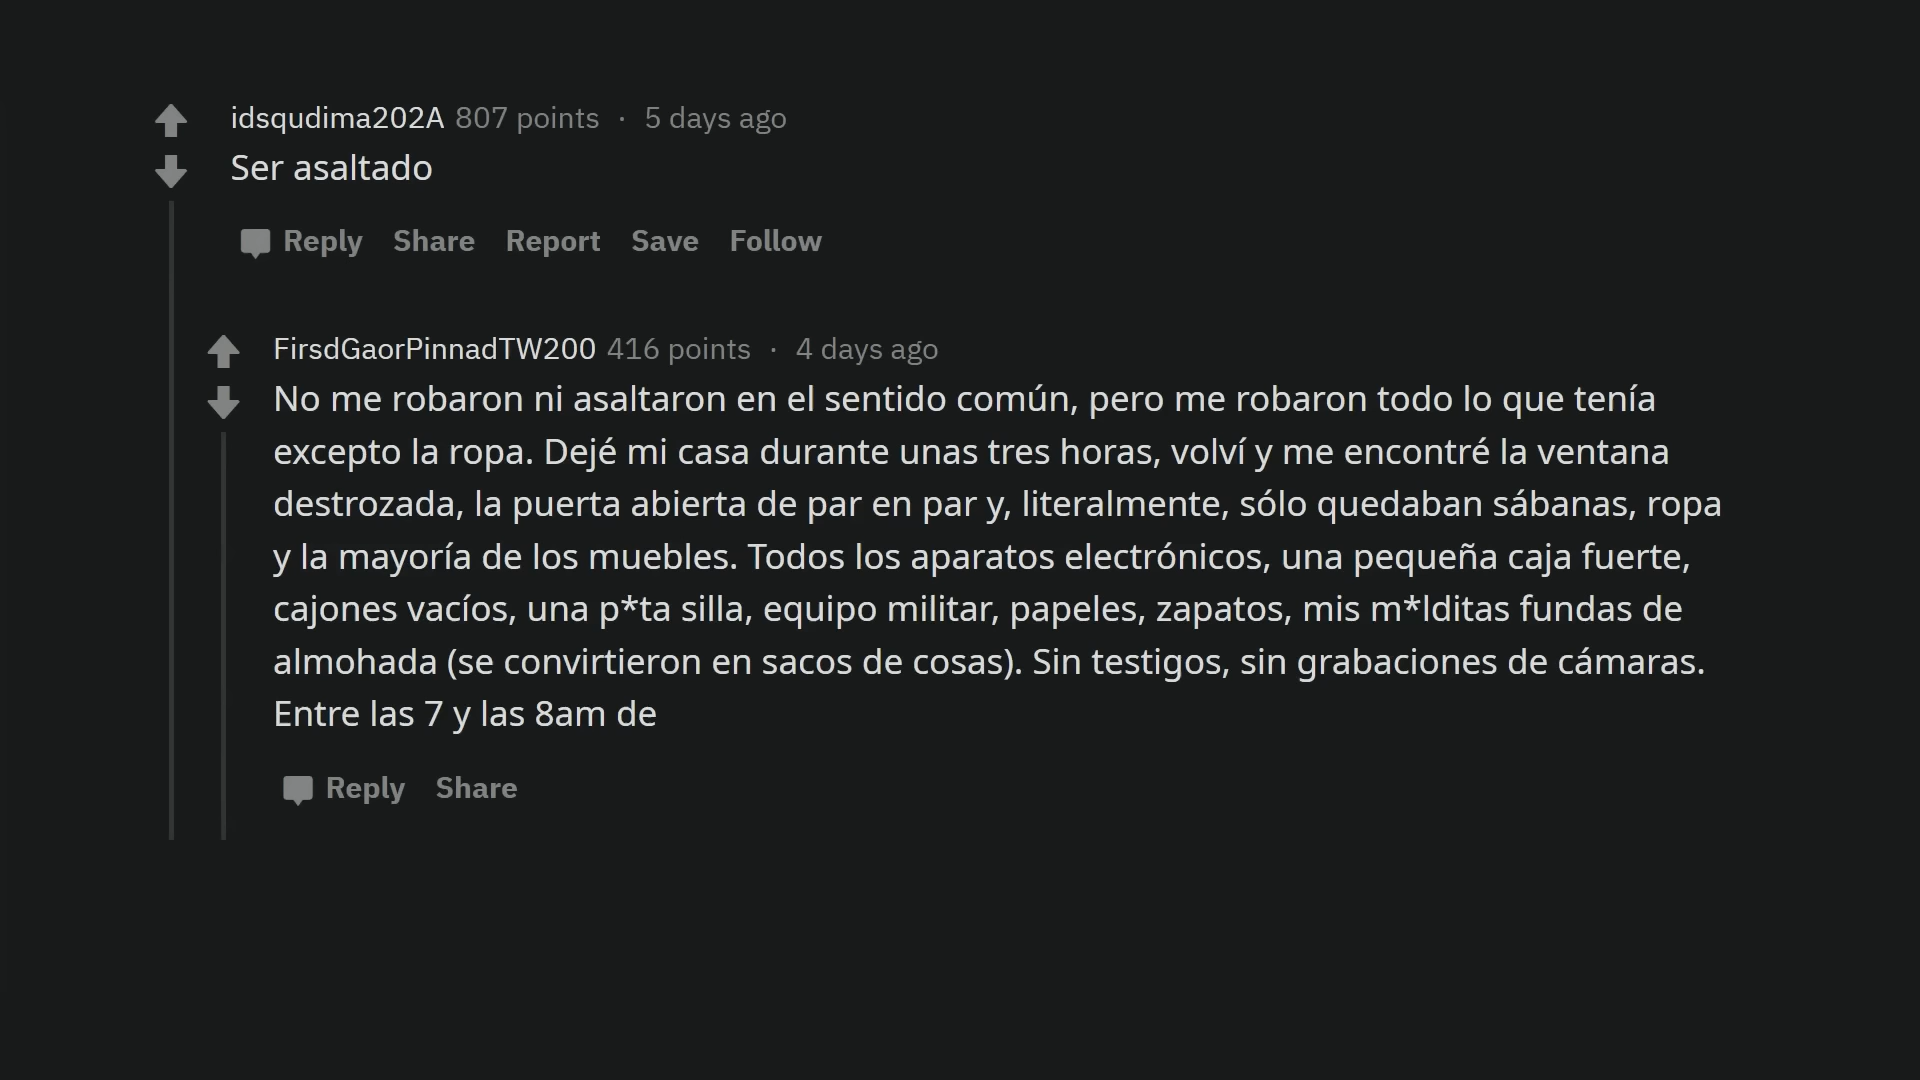 idsqudima202A 807 points · 5 days ago
Ser asaltado
Reply Share Report Save Follow
FirsdGaorPinnadTW200 416 points · 4 days ago
No me robaron ni asaltaron en el sentido común, pero me robaron todo lo que tenía
excepto la ropa. Dejé mi casa durante unas tres horas, volví y me encontré la ventana
destrozada, la puerta abierta de par en par y, literalmente, sólo quedaban sábanas, ropa
y la mayoría de los muebles. Todos los aparatos electrónicos, una pequeña caja fuerte,
cajones vacíos, una p*ta silla, equipo militar, papeles, zapatos, mis m*lditas fundas de
almohada (se convirtieron en sacos de cosas). Sin testigos, sin grabaciones de cámaras.
Entre las 7 y las 8am de
Reply Share